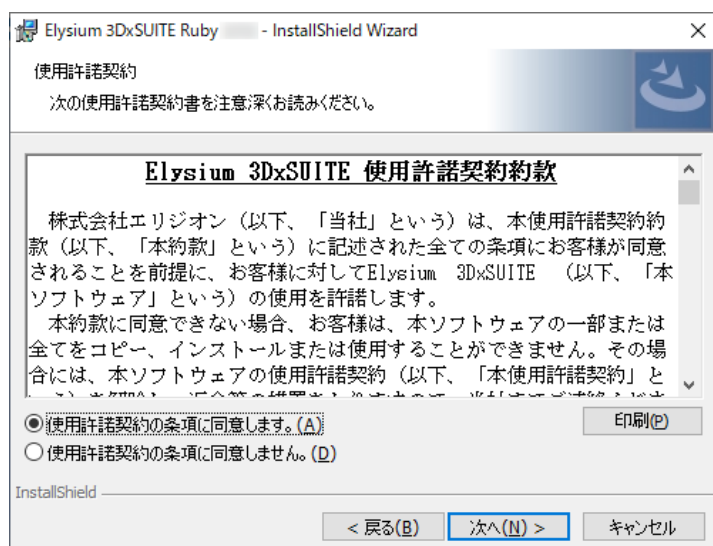 Elysium 3DxSUITE Ruby - InstallShield Wizard
使用許諾契約
次の使用許諾契約書を注意深くお読みください。
Elysium 3DxSUITE 使用許諾契約約款
株式会社エリジオン（以下、「当社」という）は、本使用許諾契約約
款（以下、「本約款」という）に記述された全ての条項にお客様が同意
されることを前提に、お客様に対してElysium 3DxSUITE （以下、「本
ソフトウェア」という）の使用を許諾します。
本約款に同意できない場合、お客様は、本ソフトウェアの一部または
全てをコピー、インストールまたは使用することができません。その場
合には、本ソフトウェアの使用許諾契約（以下、「本使用許諾契約」と
使用許諾契約の条項に同意します。(A)
印刷(P)
使用許諾契約の条項に同意しません。(D)
InstallShield
< 戻る(B)
次へ(N) >
キャンセル